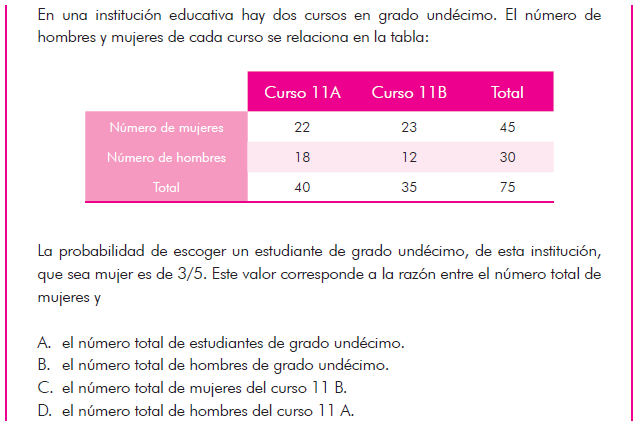 En una institución educativa hay dos cursos en grado undécimo. El número de
hombres y mujeres de cada curso se relaciona en la tabla:
Curso 11A Curso 11B Total
Número de mujeres 22 23 45
Número de hombres 18 12 30
Total 40 35 75
La probabilidad de escoger un estudiante de grado undécimo, de esta institución,
que sea mujer es de 3/5. Este valor corresponde a la razón entre el número total de
mujeres y
A. el número total de estudiantes de grado undécimo.
B. el número total de hombres de grado undécimo.
C. el número total de mujeres del curso 11 B.
D. el número total de hombres del curso 11 A.